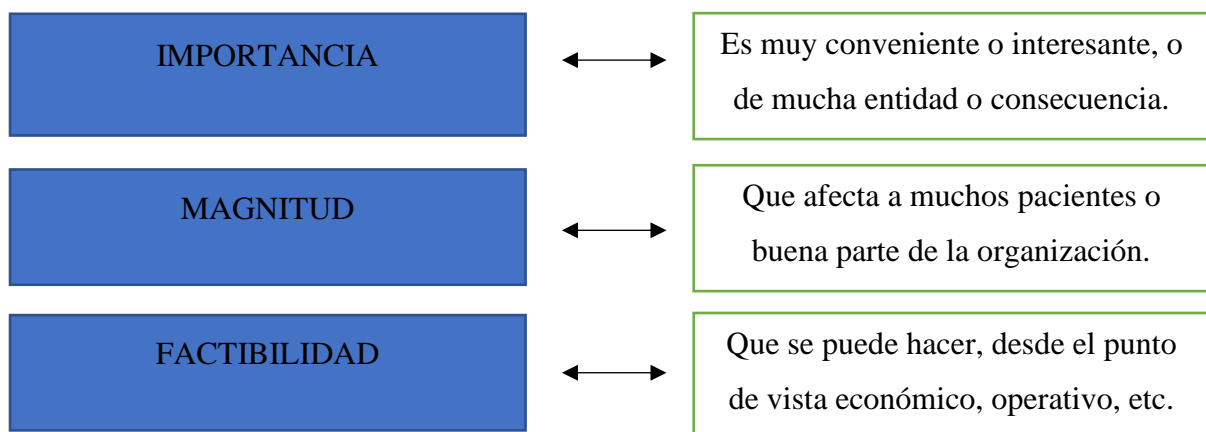 IMPORTANCIA
Es muy conveniente o interesante, o
de mucha entidad o consecuencia.
MAGNITUD
Que afecta a muchos pacientes o
buena parte de la organización.
FACTIBILIDAD
Que se puede hacer, desde el punto
de vista económico, operativo, etc.